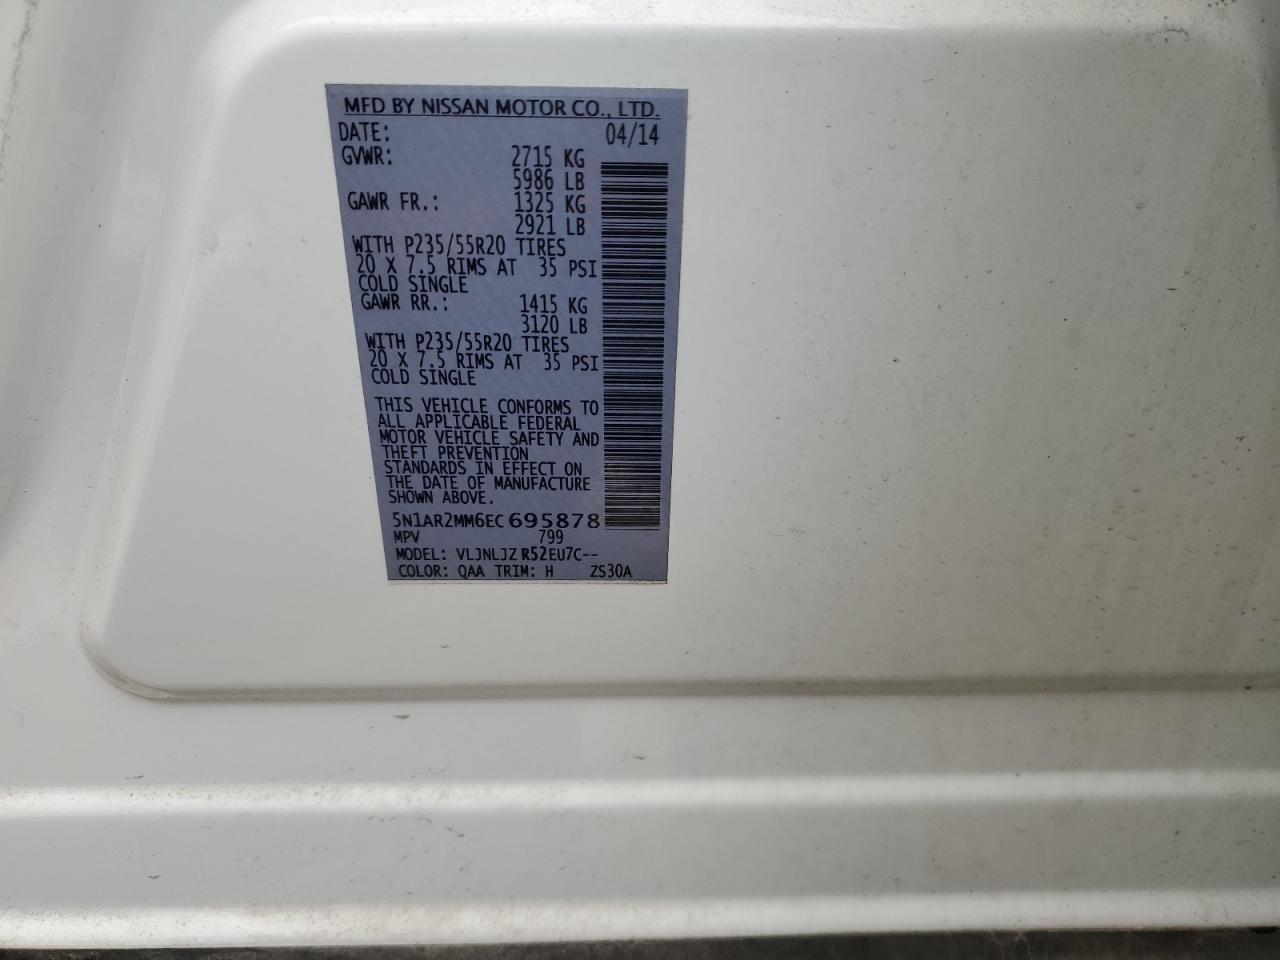 MFD BY NISSAN MOTOR CO., LTD.
DATE: 04/14
GVWR: 2715 KG
5986 LB
GAWR FR.: 1325 KG
2921 LB
WITH P235/55R20 TIRES
20 X 7.5 RIMS AT 35 PSI
COLD SINGLE
GAWR RR.: 1415 KG
3120 LB
WITH P235/55R20 TIRES
20 X 7.5 RIMS AT 35 PSI
COLD SINGLE
THIS VEHICLE CONFORMS TO
ALL APPLICABLE FEDERAL
MOTOR VEHICLE SAFETY AND
THEFT PREVENTION
STANDARDS IN EFFECT ON
THE DATE OF MANUFACTURE
SHOWN ABOVE.
5N1AR2MM6EC695878
MPV 799
MODEL: VLJNLJZ R52EU7C--
COLOR: QAA TRIM: H ZS30A